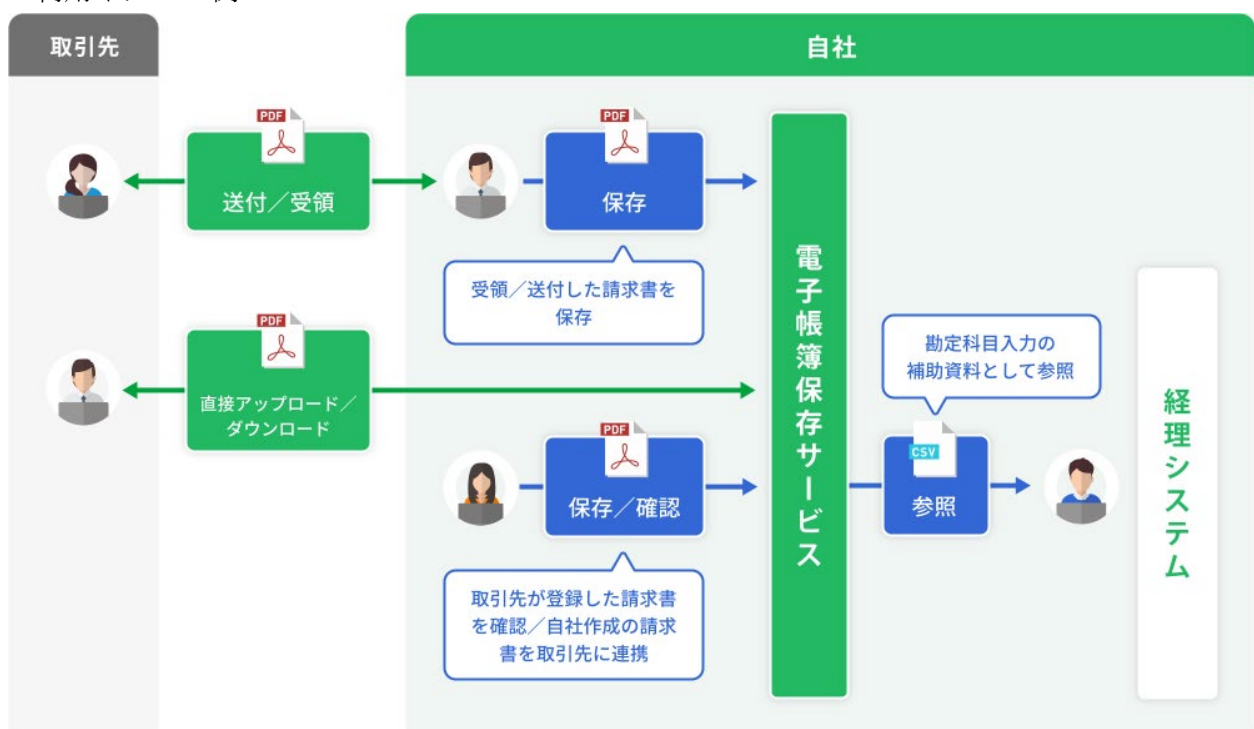 取引先
自社
PDF
送付／受領
PDF
保存
受領／送付した請求書を
保存
PDF
直接アップロード／
ダウンロード
PDF
保存／確認
取引先が登録した請求書
を確認／自社作成の請求
書を取引先に連携
電子帳簿保存サービス
勘定科目入力の
補助資料として参照
CSV
参照
経理システム